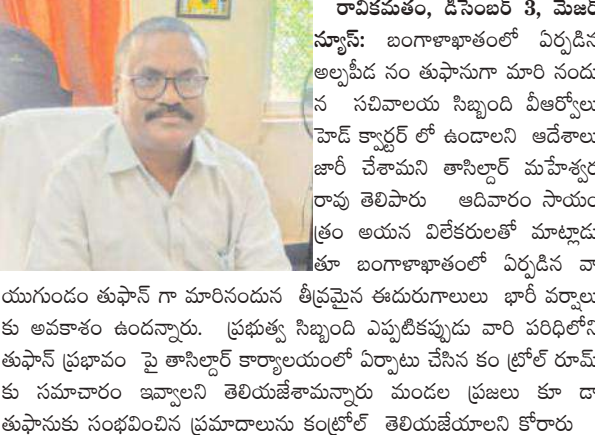 రావికమతం, డిసెంబర్ 3, మేజర్
న్యూస్: బంగాళాఖాతంలో ఏర్పడిన
అల్పపీడ నం తుఫానుగా మారి నందు
న సచివాలయ సిబ్బంది వీఆర్వోలు
హెడ్ క్వార్టర్ లో ఉండాలని ఆదేశాలు
జారీ చేశామని తాసిల్దార్ మహేశ్వర
రావు తెలిపారు ఆదివారం సాయం
త్రం అయన విలేకరులతో మాట్లాడు
తూ బంగాళాఖాతంలో ఏర్పడిన వా
యుగుండం తుఫాన్ గా మారినందున తీవ్రమైన ఈదురుగాలులు భారీ వర్షాలు
కు అవకాశం ఉందన్నారు. ప్రభుత్వ సిబ్బంది ఎప్పటికప్పుడు వారి పరిధిలోని
తుఫాన్ ప్రభావం పై తాసిల్దార్ కార్యాలయంలో ఏర్పాటు చేసిన కం ట్రోల్ రూమ్
కు సమాచారం ఇవ్వాలని తెలియజేశామన్నారు మండల ప్రజలు కూ డా
తుఫానుకు సంభవించిన ప్రమాదాలును కంట్రోల్ తెలియజేయాలని కోరారు